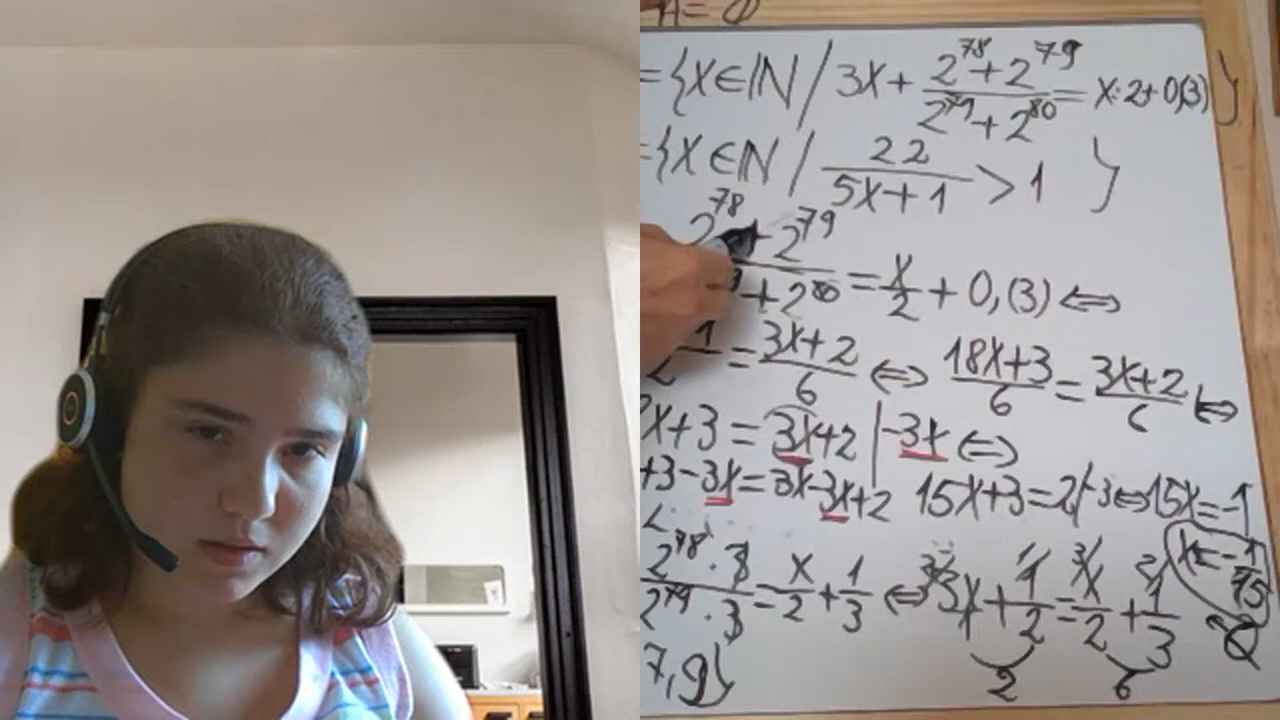 A = Ø
= {x ∈ ℕ / 3x + (2^78 + 2^79)/(2^79 + 2^80) = x:2 + 0,(3)}
= {x ∈ ℕ / 22/(5x+1) > 1 }
2^78 + 2^79 / + 2^80 = x/2 + 0,(3) ⇔
1/2 = (3x+2)/6 ⇔ (18x+3)/6 = (3x+2)/6 ⇔
x+3 = 3x+2 | -3x ⇔
+3-3x = 3x-3x+2 15x+3=2 | -3 ⇔ 15x=-1
(2^78 · 3)/(2^79 · 3) = x/2 + 1/3 ⇔ 3x + 1/2 = x/2 + 1/3 x = -1/15
2 6
7, 9}